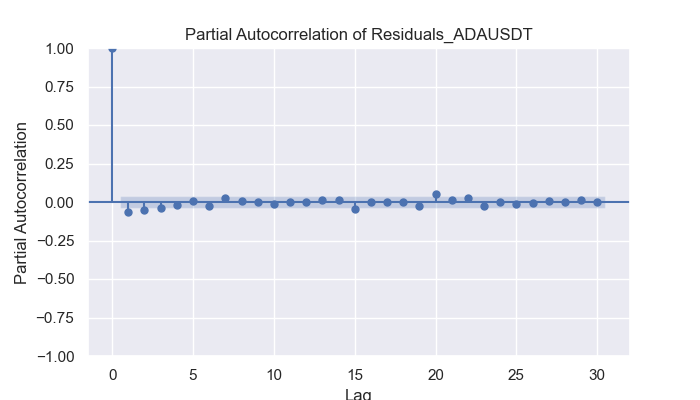 Partial Autocorrelation of Residuals_ADAUSDT
1.00
0.75
0.50
0.25
0.00
−0.25
−0.50
−0.75
−1.00
Partial Autocorrelation
0 5 10 15 20 25 30
Lag